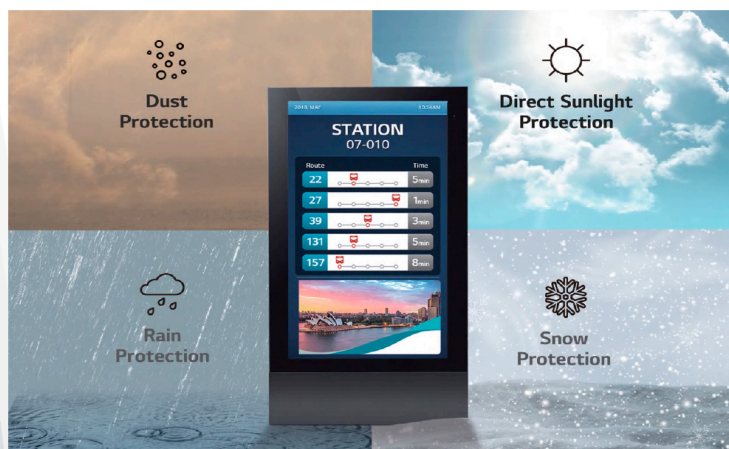 Dust
Protection
Direct Sunlight
Protection
STATION
07-010
Route Time
22 5min
27 1min
39 3min
131 5min
157 8min
Rain
Protection
Snow
Protection